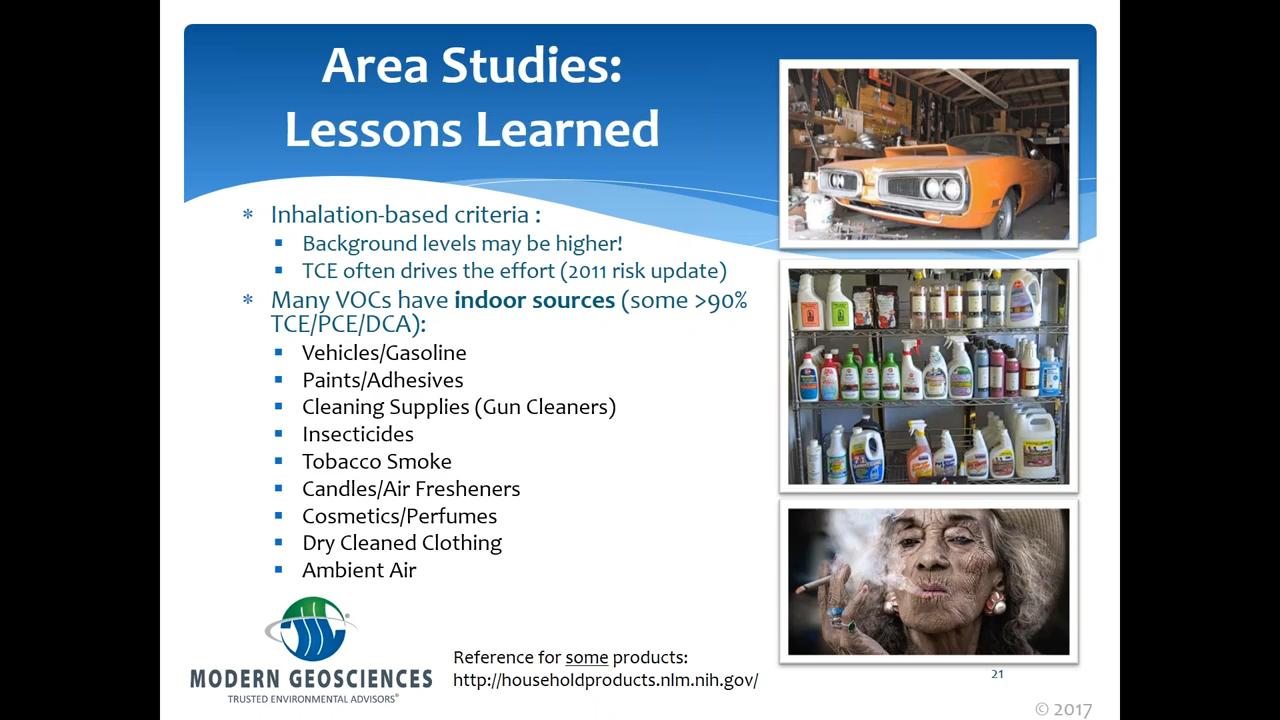 Area Studies:
Lessons Learned
* Inhalation-based criteria :
▪ Background levels may be higher!
▪ TCE often drives the effort (2011 risk update)
* Many VOCs have indoor sources (some >90%
TCE/PCE/DCA):
▪ Vehicles/Gasoline
▪ Paints/Adhesives
▪ Cleaning Supplies (Gun Cleaners)
▪ Insecticides
▪ Tobacco Smoke
▪ Candles/Air Fresheners
▪ Cosmetics/Perfumes
▪ Dry Cleaned Clothing
▪ Ambient Air
MODERN GEOSCIENCES
TRUSTED ENVIRONMENTAL ADVISORS®
Reference for some products:
http://householdproducts.nlm.nih.gov/
21
© 2017